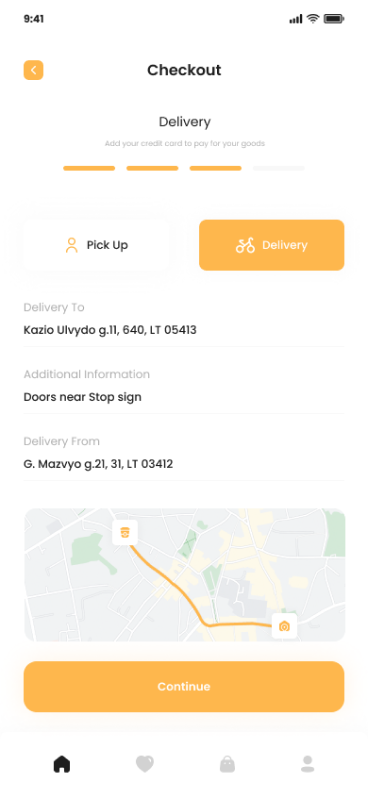 9:41
Checkout
Delivery
Add your credit card to pay for your goods
Pick Up
Delivery
Delivery To
Kazio Ulvydo g.11, 640, LT 05413
Additional Information
Doors near Stop sign
Delivery From
G. Mazvyo g.21, 31, LT 03412
Continue